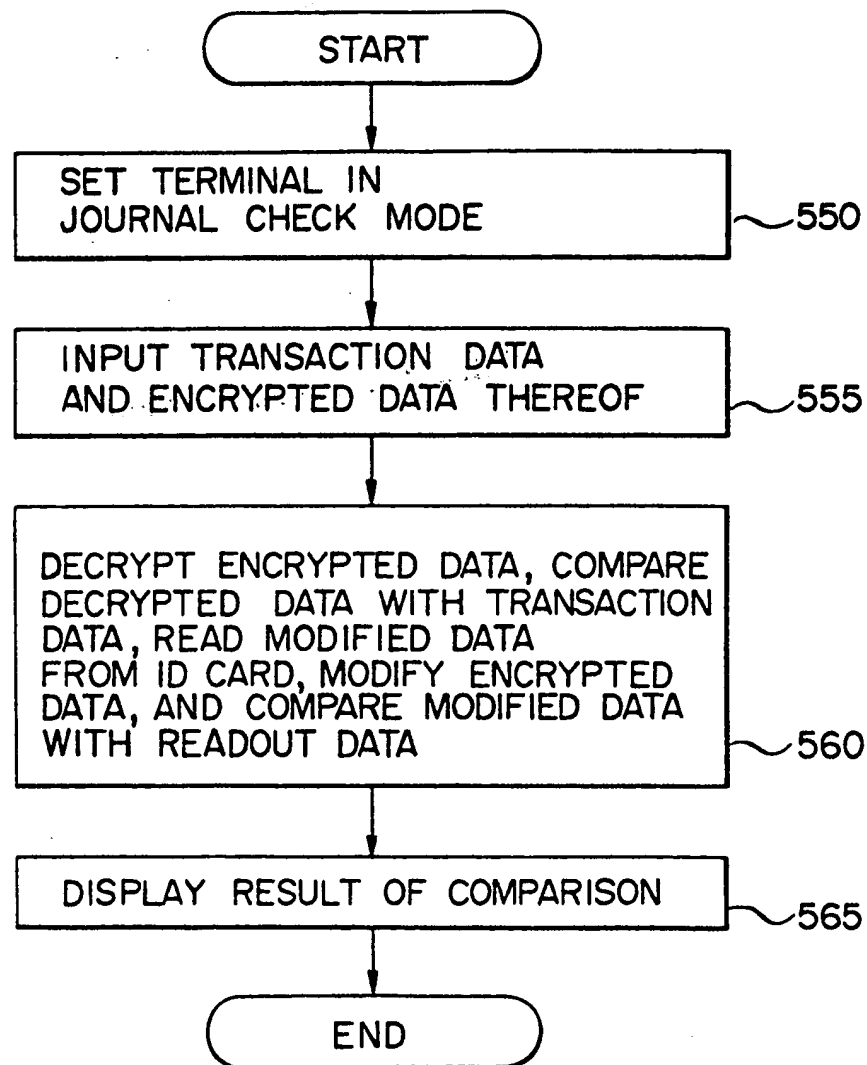 START
SET TERMINAL IN
JOURNAL CHECK MODE
550
INPUT TRANSACTION DATA
AND ENCRYPTED DATA THEREOF
555
DECRYPT ENCRYPTED DATA, COMPARE
DECRYPTED DATA WITH TRANSACTION
DATA, READ MODIFIED DATA
FROM ID CARD, MODIFY ENCRYPTED
DATA, AND COMPARE MODIFIED DATA
WITH READOUT DATA
560
DISPLAY RESULT OF COMPARISON
565
END